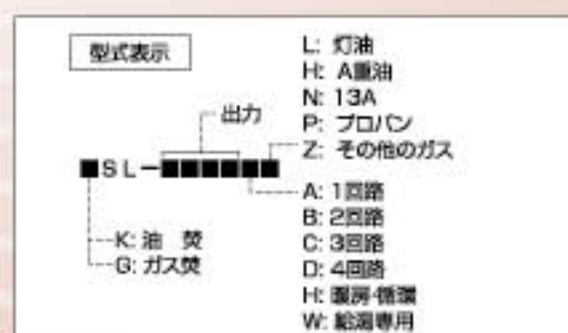 型式表示
L: 灯油
H: A重油
N: 13A
P: プロパン
Z: その他のガス
出力
■SL-■■■■■■
A: 1回路
B: 2回路
C: 3回路
D: 4回路
H: 暖房・循環
W: 給湯専用
K: 油 焚
G: ガス焚